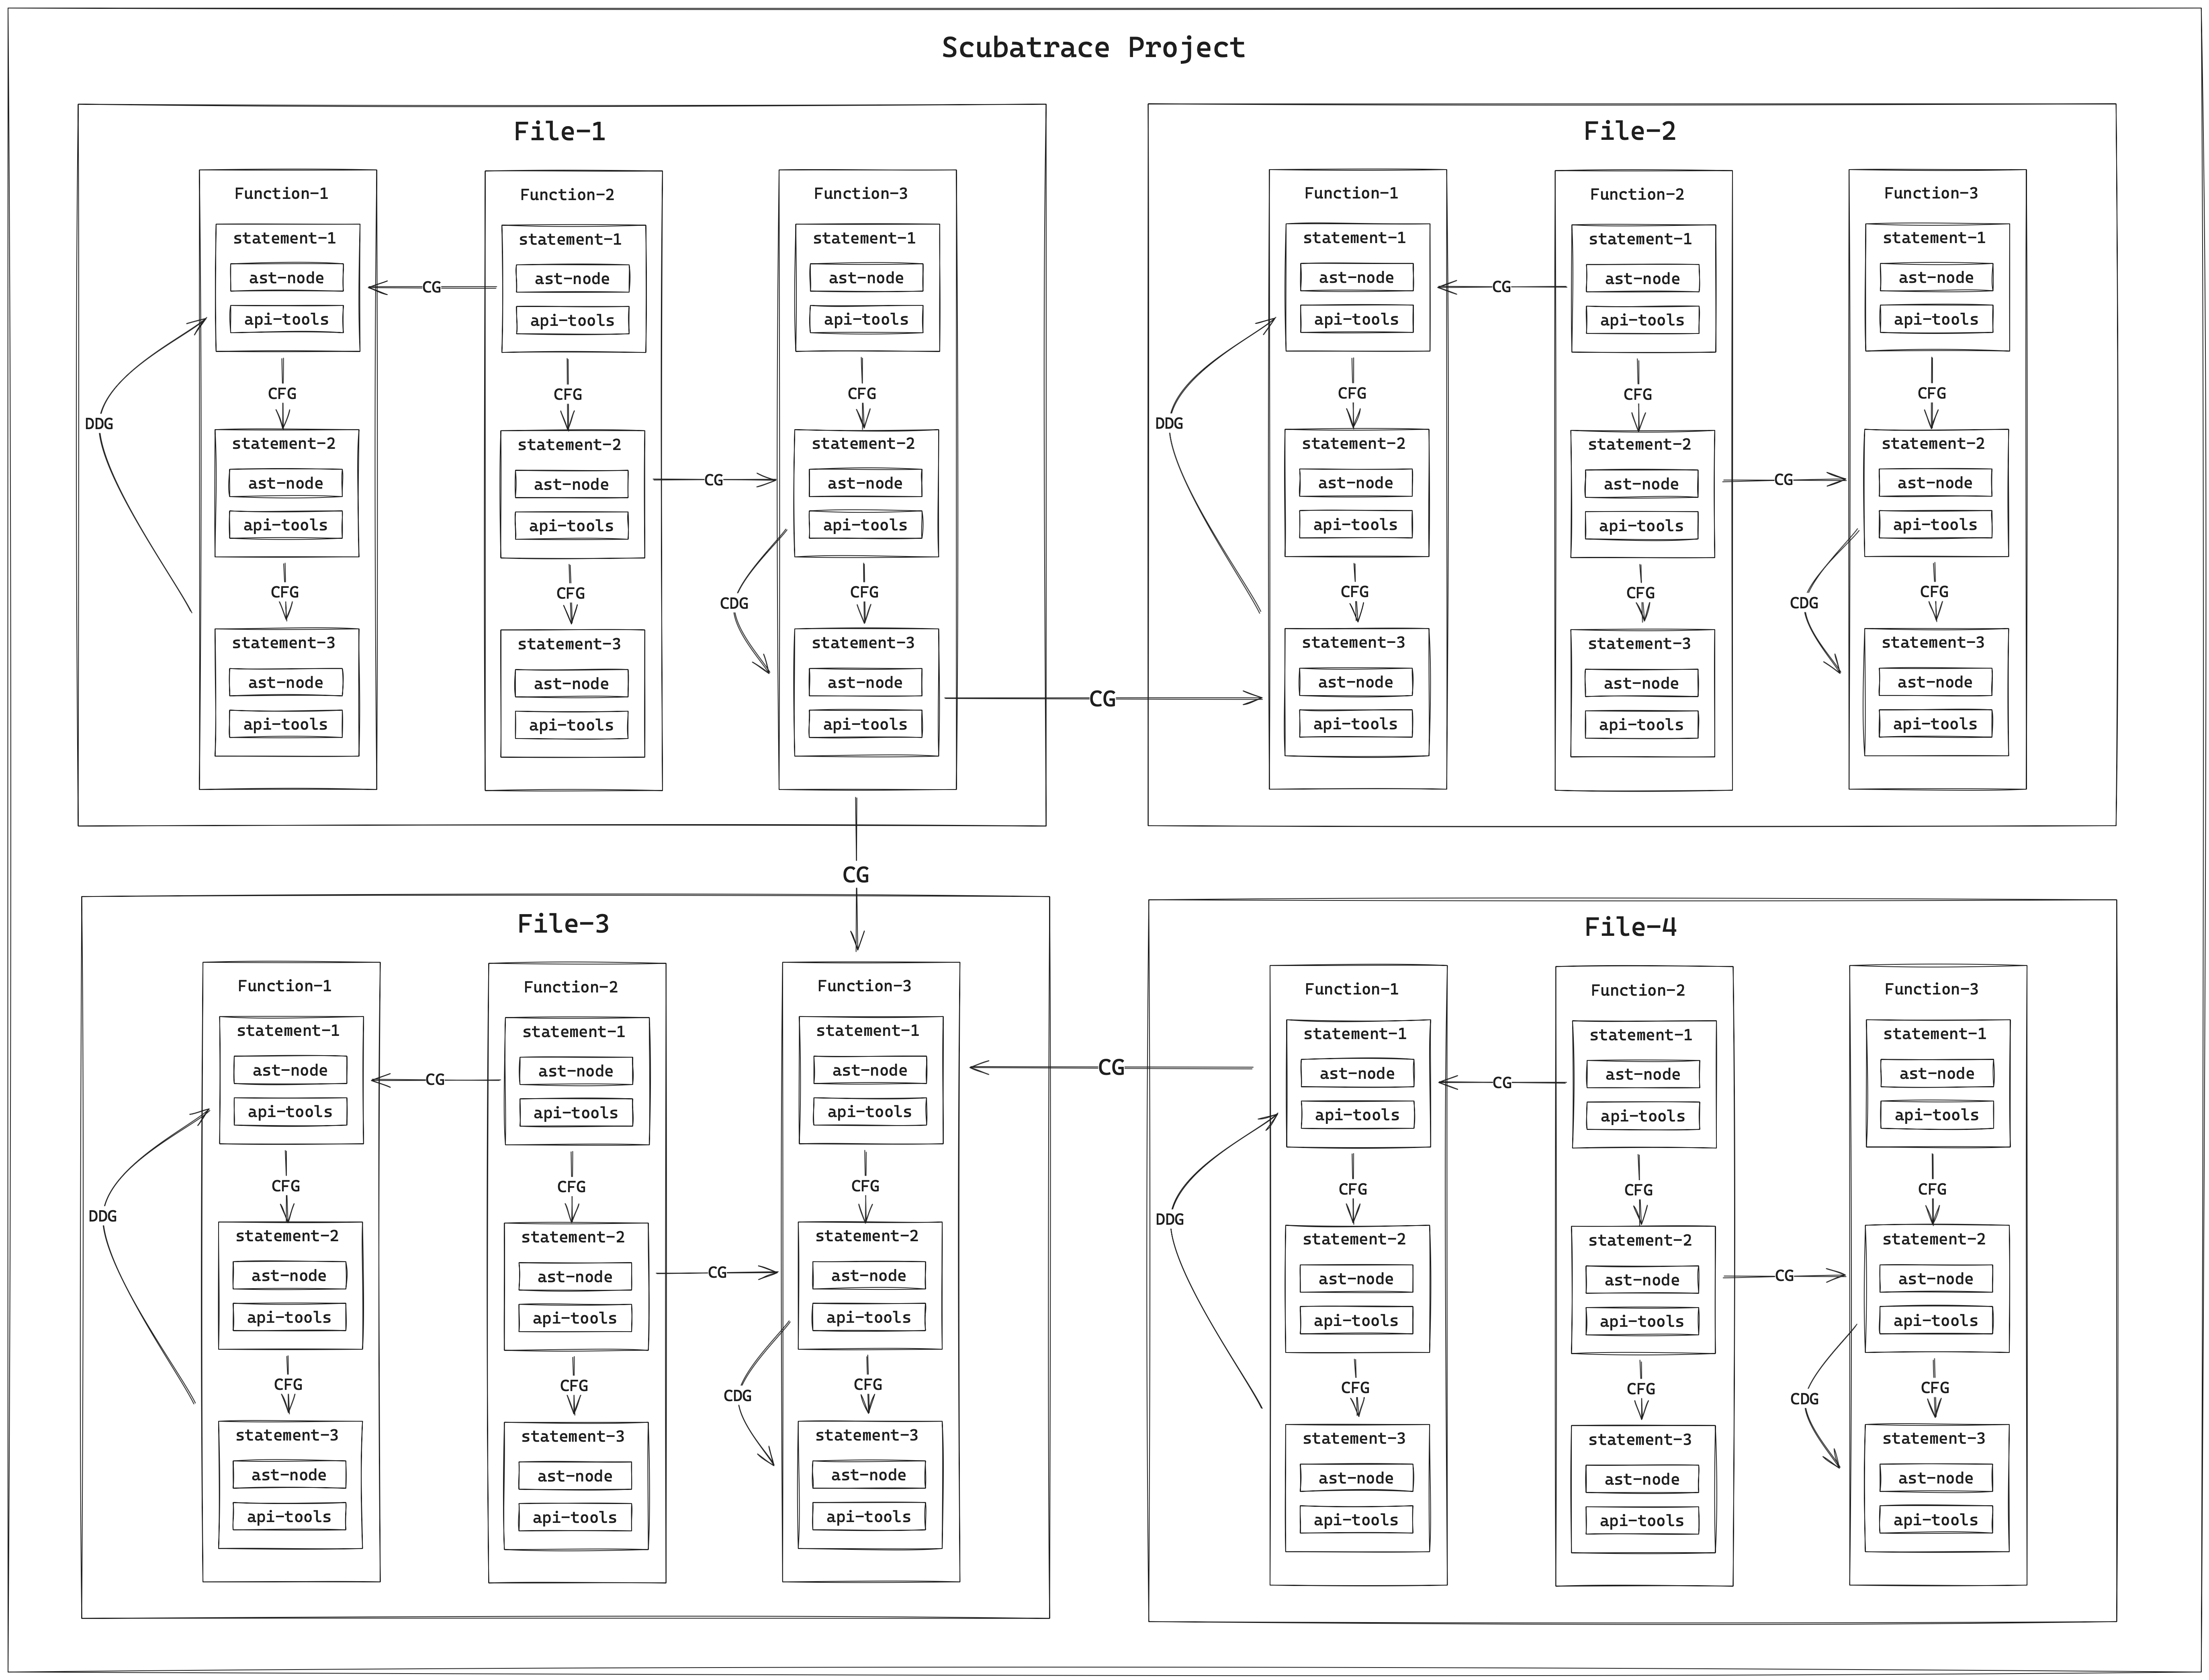 Scubatrace Project
File-1
Function-1
statement-1
ast-node
api-tools
CFG
statement-2
ast-node
api-tools
CFG
statement-3
ast-node
api-tools
DDG
CG
Function-2
statement-1
ast-node
api-tools
CFG
statement-2
ast-node
api-tools
CFG
statement-3
ast-node
api-tools
CG
Function-3
statement-1
ast-node
api-tools
CFG
statement-2
ast-node
api-tools
CFG
statement-3
ast-node
api-tools
CDG
CG
File-2
Function-1
statement-1
ast-node
api-tools
CFG
statement-2
ast-node
api-tools
CFG
statement-3
ast-node
api-tools
DDG
CG
Function-2
statement-1
ast-node
api-tools
CFG
statement-2
ast-node
api-tools
CFG
statement-3
ast-node
api-tools
CG
Function-3
statement-1
ast-node
api-tools
CFG
statement-2
ast-node
api-tools
CFG
statement-3
ast-node
api-tools
CDG
CG
File-3
Function-1
statement-1
ast-node
api-tools
CFG
statement-2
ast-node
api-tools
CFG
statement-3
ast-node
api-tools
DDG
CG
Function-2
statement-1
ast-node
api-tools
CFG
statement-2
ast-node
api-tools
CFG
statement-3
ast-node
api-tools
CG
Function-3
statement-1
ast-node
api-tools
CFG
statement-2
ast-node
api-tools
CFG
statement-3
ast-node
api-tools
CDG
CG
File-4
Function-1
statement-1
ast-node
api-tools
CFG
statement-2
ast-node
api-tools
CFG
statement-3
ast-node
api-tools
DDG
CG
Function-2
statement-1
ast-node
api-tools
CFG
statement-2
ast-node
api-tools
CFG
statement-3
ast-node
api-tools
CG
Function-3
statement-1
ast-node
api-tools
CFG
statement-2
ast-node
api-tools
CFG
statement-3
ast-node
api-tools
CDG